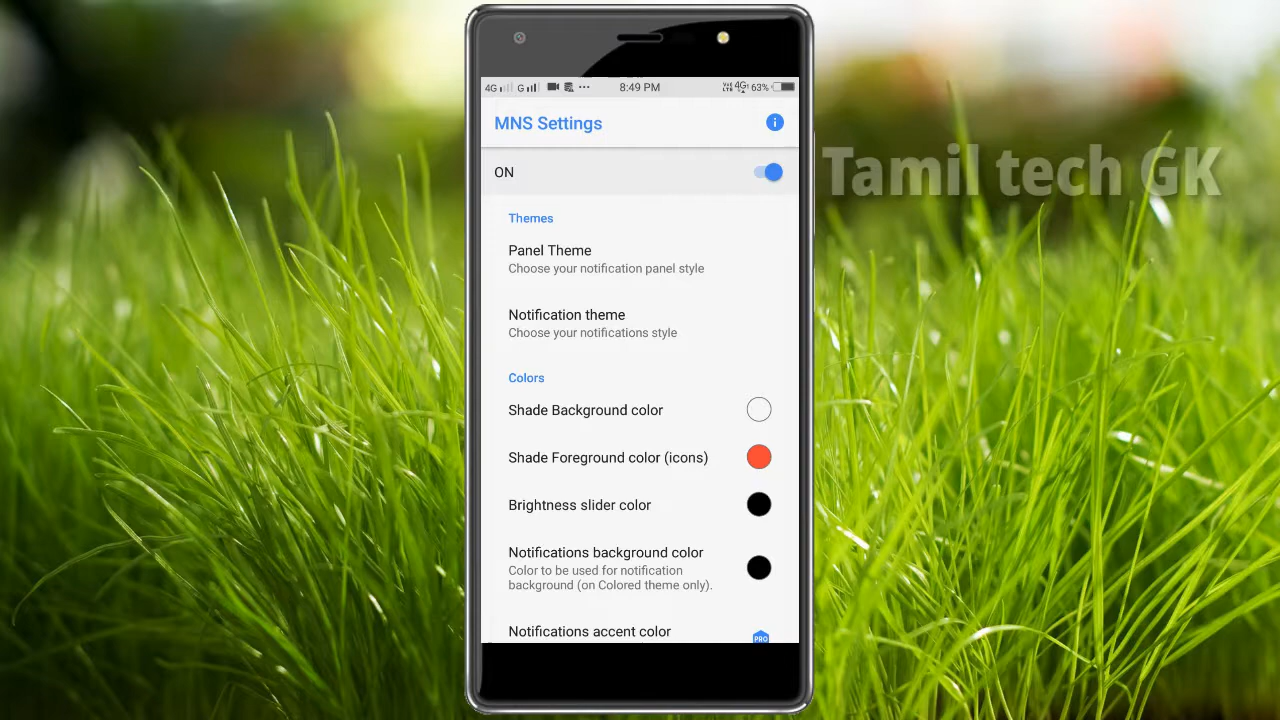 4G G ... 8:49 PM 4G 63%
MNS Settings
ON
Tamil tech GK
Themes
Panel Theme
Choose your notification panel style
Notification theme
Choose your notifications style
Colors
Shade Background color
Shade Foreground color (icons)
Brightness slider color
Notifications background color
Color to be used for notification
background (on Colored theme only).
Notifications accent color
PRO